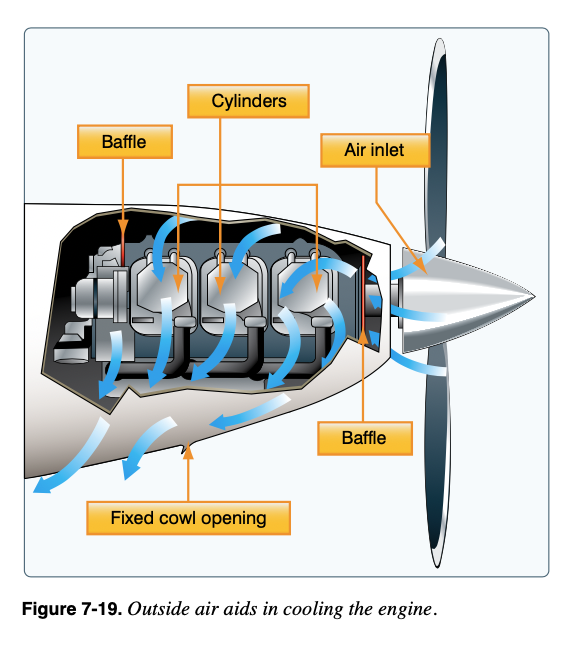 Cylinders
Baffle
Air inlet
Baffle
Fixed cowl opening
Figure 7-19. Outside air aids in cooling the engine.